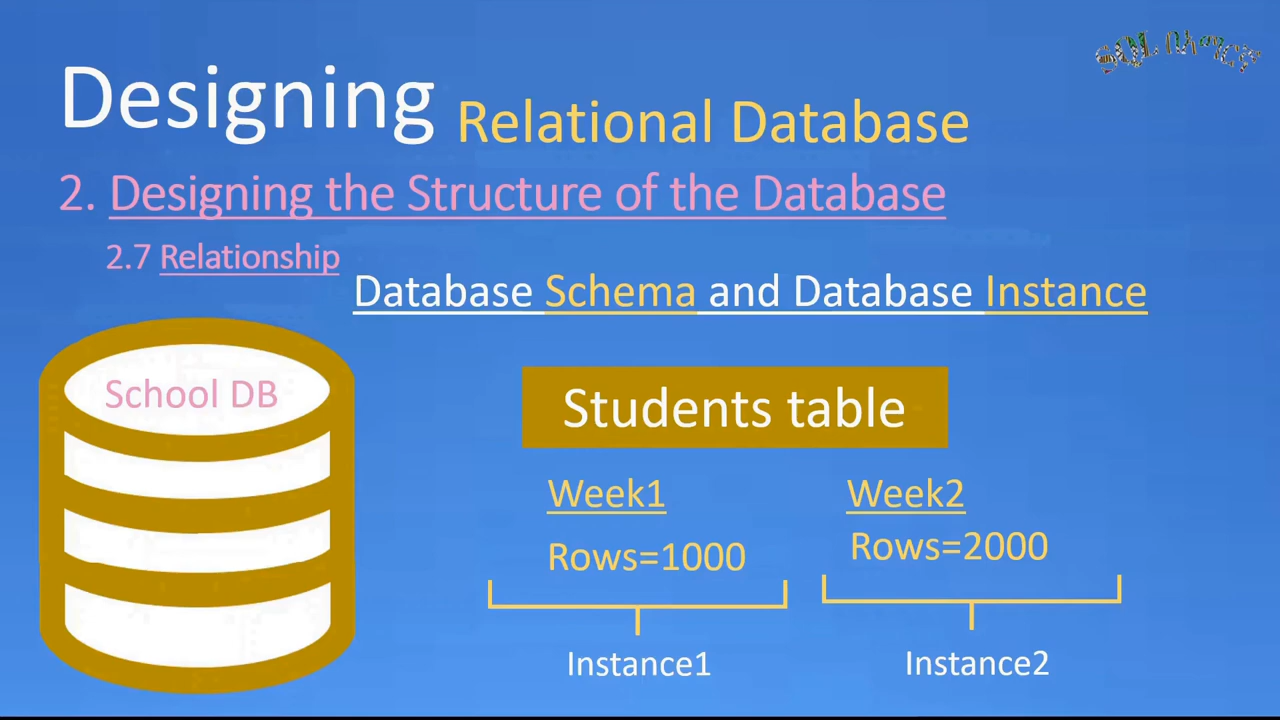 Designing Relational Database
2. Designing the Structure of the Database
2.7 Relationship
Database Schema and Database Instance
School DB
Students table
Week1
Week2
Rows=1000
Rows=2000
Instance1
Instance2